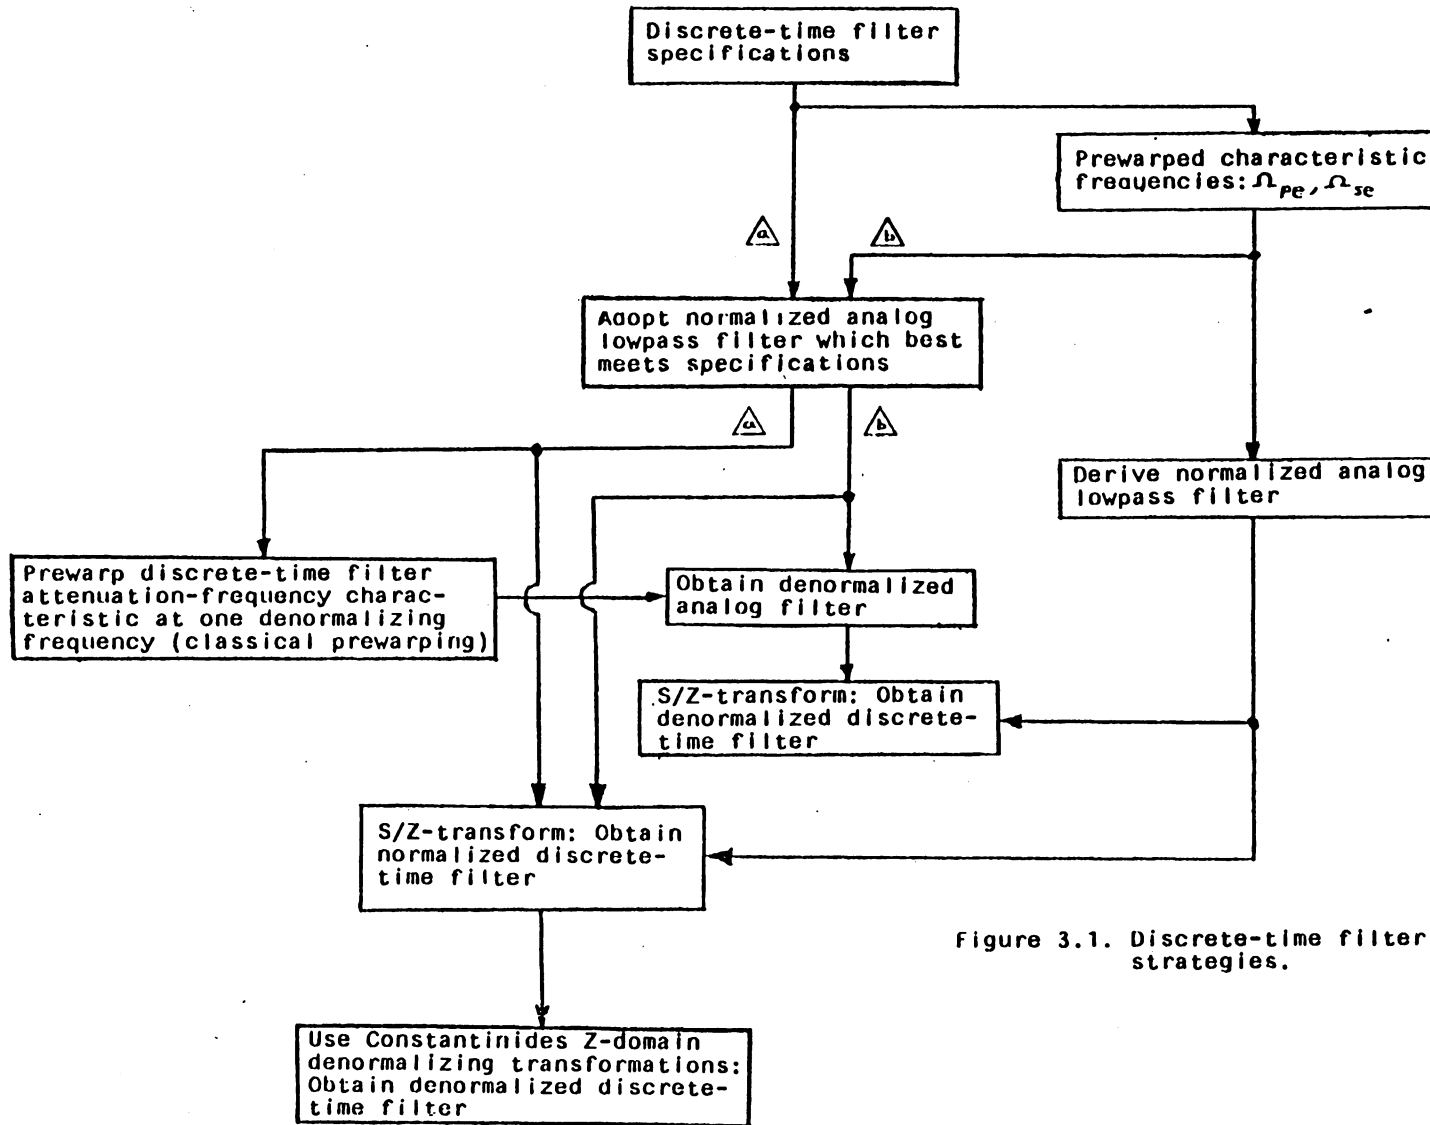 Discrete-time filter
specifications
Prewarped characteristic
frequencies: Ωpe, Ωse
a
b
Adopt normalized analog
lowpass filter which best
meets specifications
a
b
Derive normalized analog
lowpass filter
Prewarp discrete-time filter
attenuation-frequency charac-
teristic at one denormalizing
frequency (classical prewarping)
Obtain denormalized
analog filter
S/Z-transform: Obtain
denormalized discrete-
time filter
S/Z-transform: Obtain
normalized discrete-
time filter
Figure 3.1. Discrete-time filter
strategies.
Use Constantinides Z-domain
denormalizing transformations:
Obtain denormalized discrete-
time filter